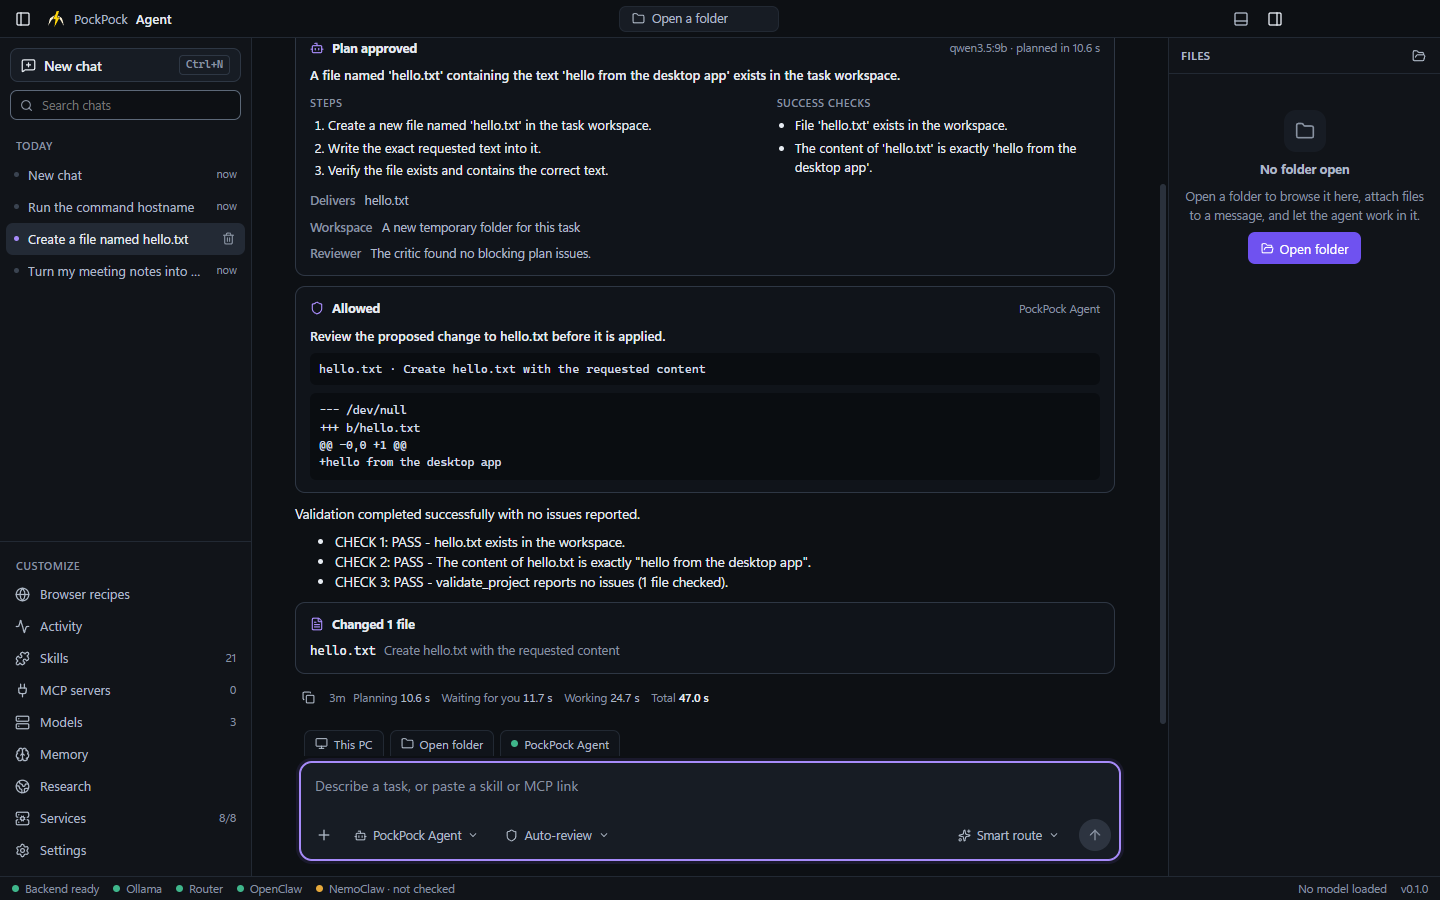 PockPock Agent
Open a folder
New chat
Ctrl+N
Search chats
TODAY
New chat now
Run the command hostname now
Create a file named hello.txt
Turn my meeting notes into ... now
CUSTOMIZE
Browser recipes
Activity
Skills 21
MCP servers 0
Models 3
Memory
Research
Services 8/8
Settings
Plan approved
qwen3.5:9b · planned in 10.6 s
A file named 'hello.txt' containing the text 'hello from the desktop app' exists in the task workspace.
STEPS
1. Create a new file named 'hello.txt' in the task workspace.
2. Write the exact requested text into it.
3. Verify the file exists and contains the correct text.
SUCCESS CHECKS
• File 'hello.txt' exists in the workspace.
• The content of 'hello.txt' is exactly 'hello from the
desktop app'.
Delivers hello.txt
Workspace A new temporary folder for this task
Reviewer The critic found no blocking plan issues.
Allowed
PockPock Agent
Review the proposed change to hello.txt before it is applied.
hello.txt · Create hello.txt with the requested content
--- /dev/null
+++ b/hello.txt
@@ -0,0 +1 @@
+hello from the desktop app
Validation completed successfully with no issues reported.
• CHECK 1: PASS - hello.txt exists in the workspace.
• CHECK 2: PASS - The content of hello.txt is exactly "hello from the desktop app".
• CHECK 3: PASS - validate_project reports no issues (1 file checked).
Changed 1 file
hello.txt Create hello.txt with the requested content
3m Planning 10.6 s Waiting for you 11.7 s Working 24.7 s Total 47.0 s
This PC
Open folder
PockPock Agent
Describe a task, or paste a skill or MCP link
PockPock Agent
Auto-review
Smart route
FILES
No folder open
Open a folder to browse it here, attach files
to a message, and let the agent work in it.
Open folder
Backend ready
Ollama
Router
OpenClaw
NemoClaw · not checked
No model loaded
v0.1.0